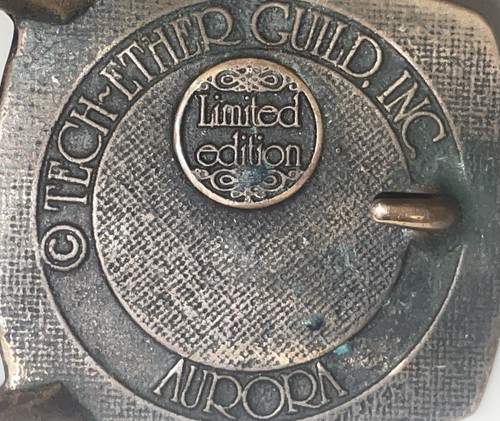 © TECH~ETHER GUILD, INC.
Limited
edition
AURORA